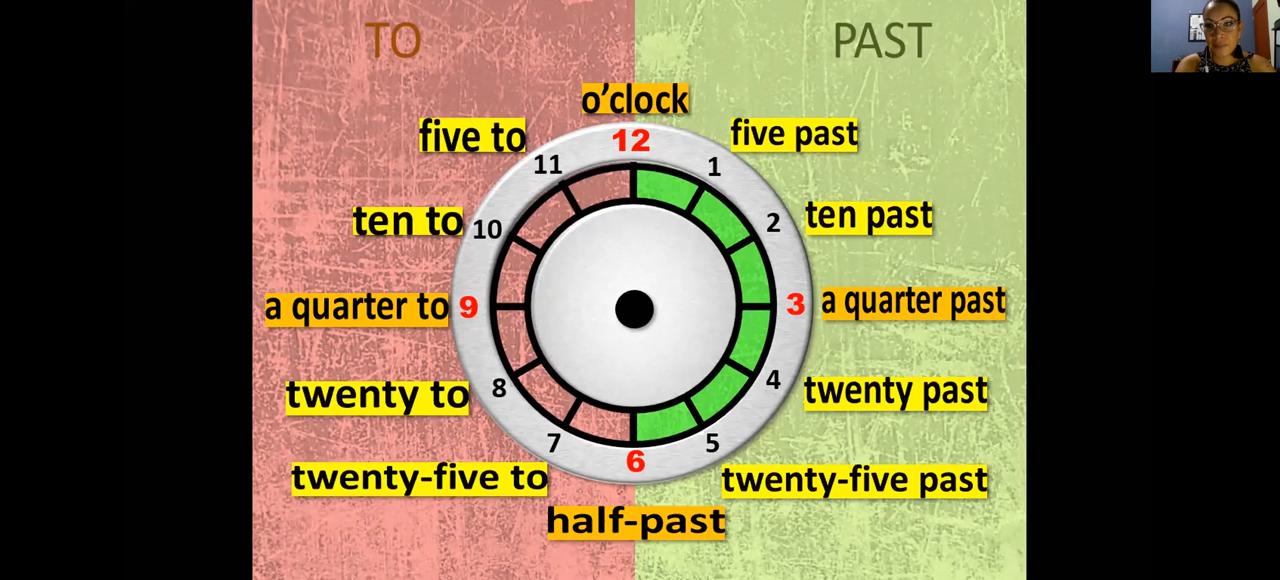 TO
PAST
o'clock
five to
12
five past
11
1
ten to
10
2
ten past
a quarter to
9
3
a quarter past
twenty to
8
4
twenty past
7
5
6
twenty-five to
twenty-five past
half-past